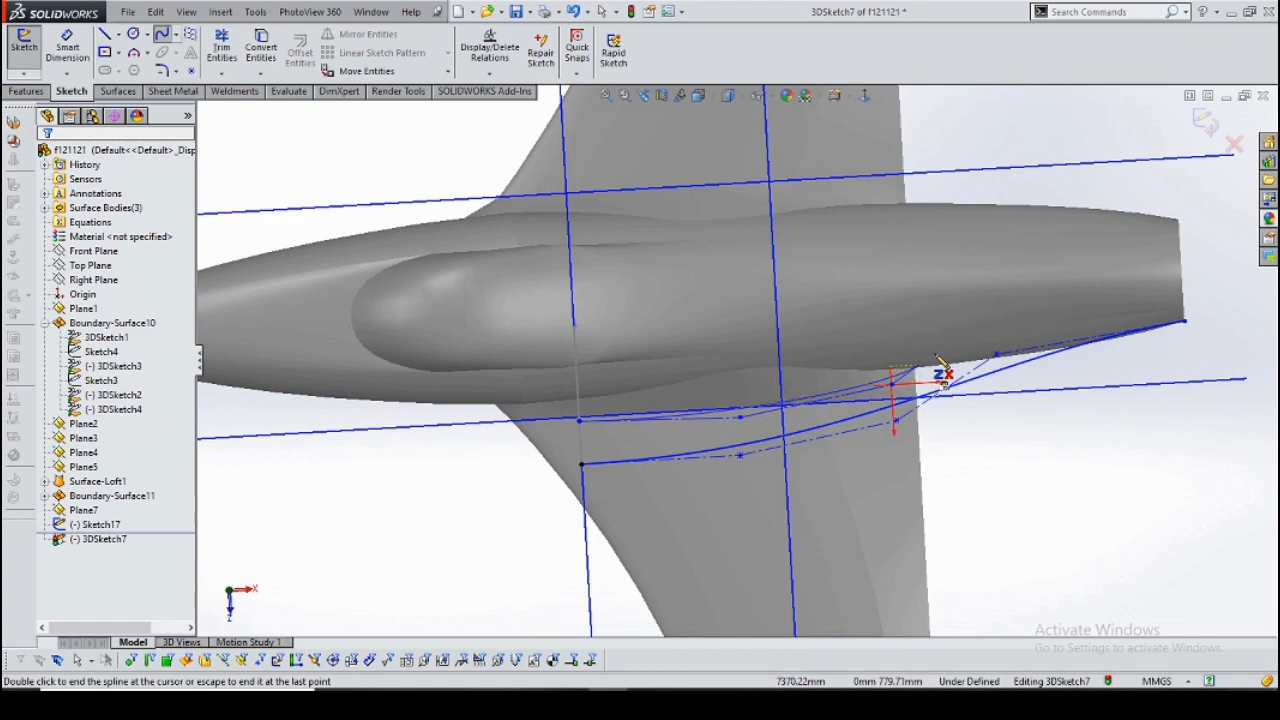 SOLIDWORKS File Edit View Insert Tools PhotoView 360 Window Help 3DSketch7 of f121121 * Search Commands
Sketch Smart Dimension Trim Entities Convert Entities Offset Entities Mirror Entities Linear Sketch Pattern Move Entities Display/Delete Relations Repair Sketch Quick Snaps Rapid Sketch
Features Sketch Surfaces Sheet Metal Weldments Evaluate DimXpert Render Tools SOLIDWORKS Add-Ins
f121121 (Default<<Default>_Disp
History
Sensors
Annotations
Surface Bodies(3)
Equations
Material <not specified>
Front Plane
Top Plane
Right Plane
Origin
Plane1
Boundary-Surface10
3DSketch1
Sketch4
(-) 3DSketch3
Sketch3
(-) 3DSketch2
(-) 3DSketch4
Plane2
Plane3
Plane4
Plane5
Surface-Loft1
Boundary-Surface11
Plane7
(-) Sketch17
(-) 3DSketch7
ZX
X
Z
Activate Windows
Go to Settings to activate Windows.
Model 3D Views Motion Study 1
Double click to end the spline at the cursor or escape to end it at the last point 7370.22mm 0mm 779.71mm Under Defined Editing 3DSketch7 MMGS